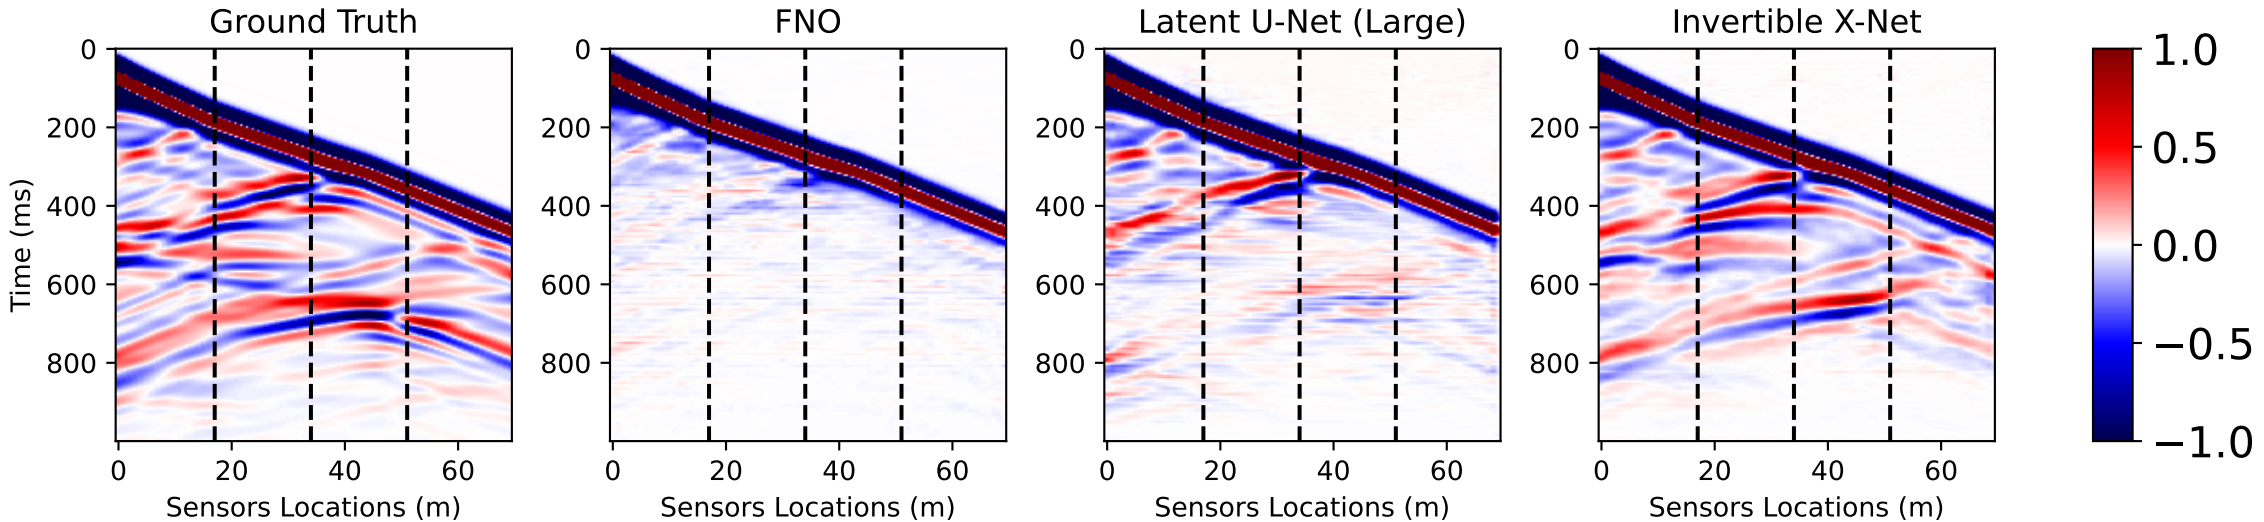 Ground Truth
FNO
Latent U-Net (Large)
Invertible X-Net
0
200
400
600
800
Time (ms)
0 20 40 60
Sensors Locations (m)
0
200
400
600
800
0 20 40 60
Sensors Locations (m)
0
200
400
600
800
0 20 40 60
Sensors Locations (m)
0
200
400
600
800
0 20 40 60
Sensors Locations (m)
1.0
0.5
0.0
−0.5
−1.0